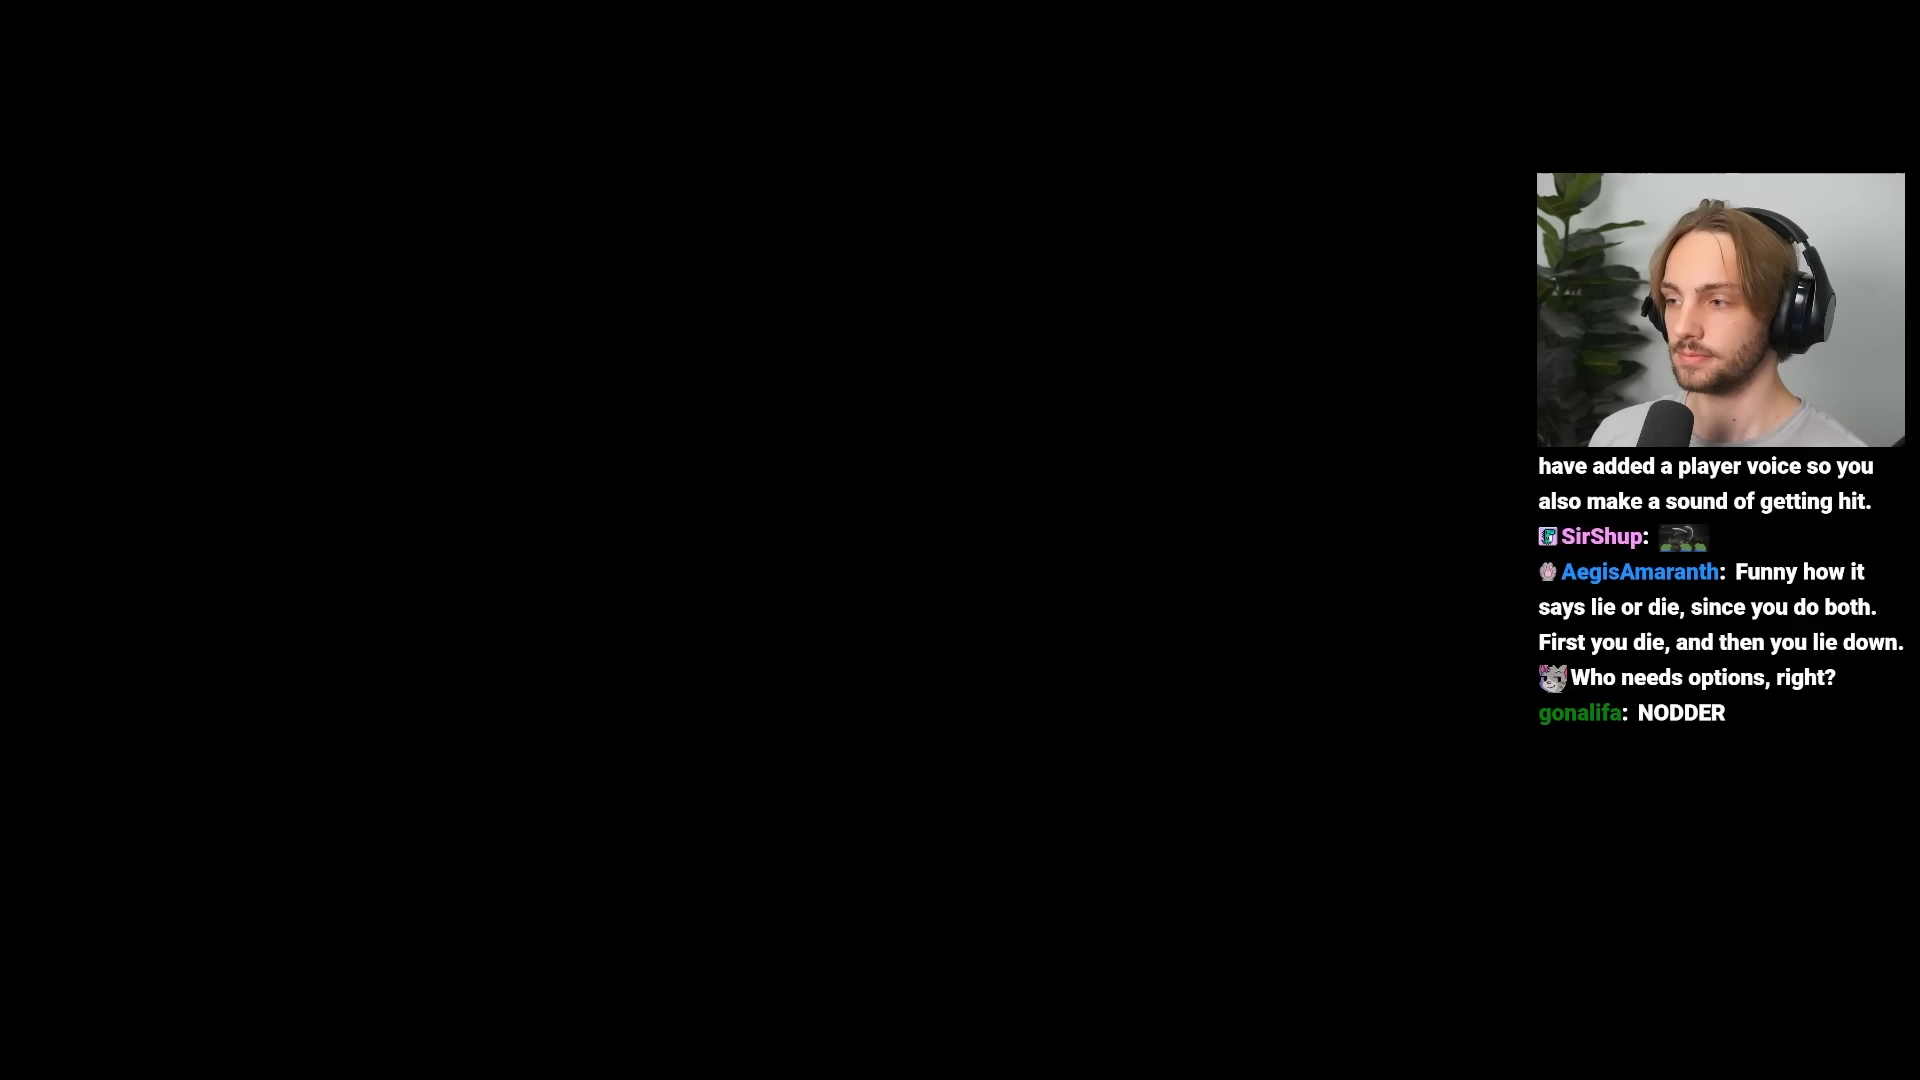 have added a player voice so you
also make a sound of getting hit.
SirShup:
AegisAmaranth: Funny how it
says lie or die, since you do both.
First you die, and then you lie down.
Who needs options, right?
gonalifa: NODDER